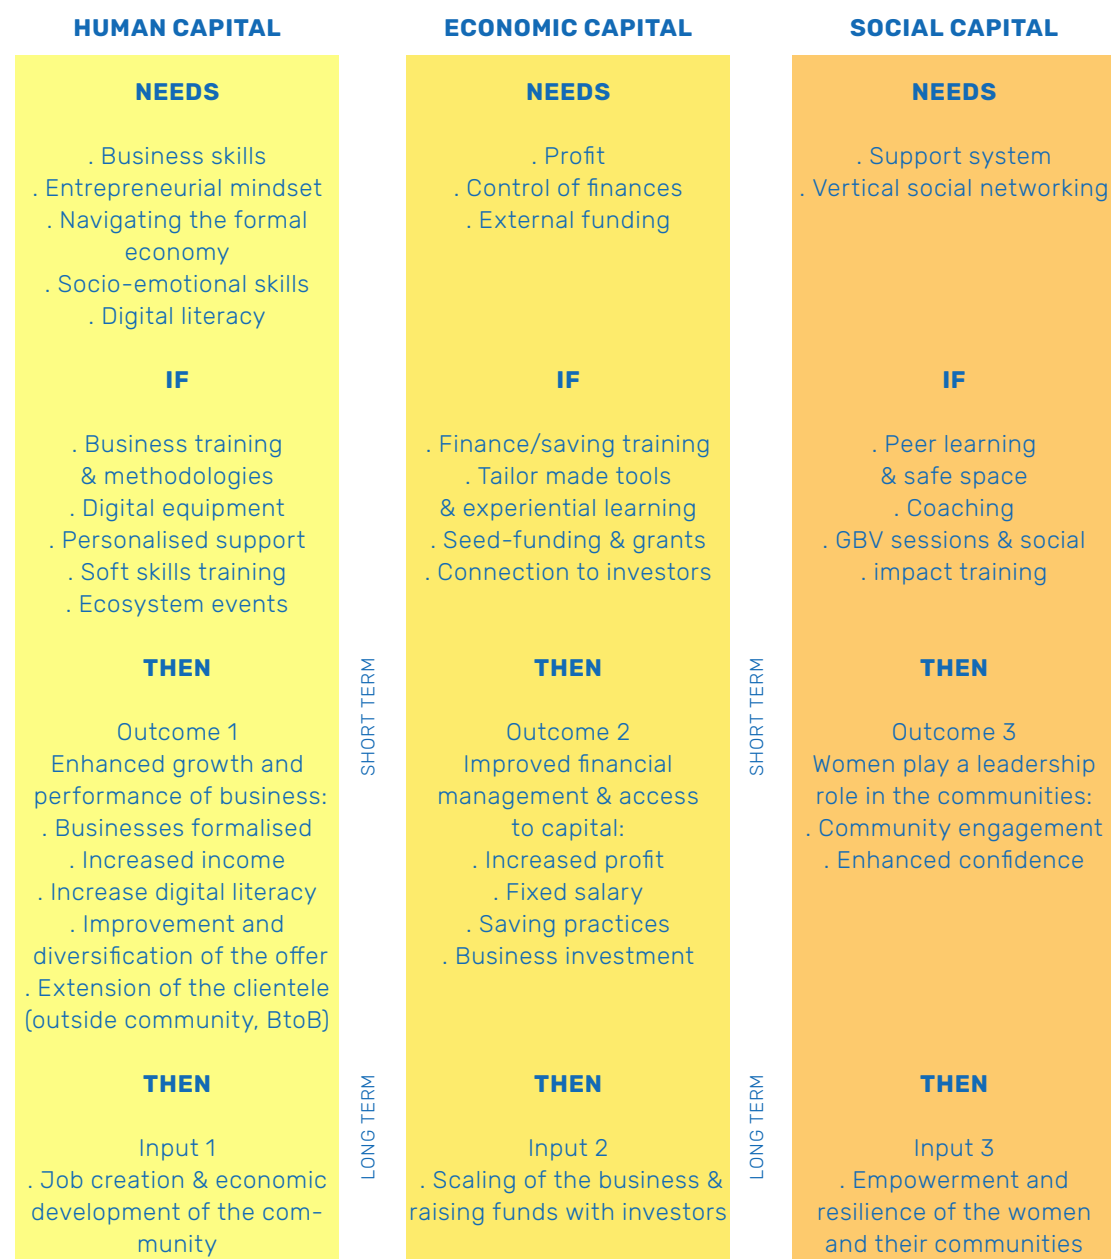 HUMAN CAPITAL
NEEDS
. Business skills
. Entrepreneurial mindset
. Navigating the formal
economy
. Socio-emotional skills
. Digital literacy
IF
. Business training
& methodologies
. Digital equipment
. Personalised support
. Soft skills training
. Ecosystem events
THEN
Outcome 1
Enhanced growth and
performance of business:
. Businesses formalised
. Increased income
. Increase digital literacy
. Improvement and
diversification of the offer
. Extension of the clientele
(outside community, BtoB)
THEN
Input 1
. Job creation & economic
development of the com-
munity
SHORT TERM
LONG TERM
ECONOMIC CAPITAL
NEEDS
. Profit
. Control of finances
. External funding
IF
. Finance/saving training
. Tailor made tools
& experiential learning
. Seed-funding & grants
. Connection to investors
THEN
Outcome 2
Improved financial
management & access
to capital:
. Increased profit
. Fixed salary
. Saving practices
. Business investment
THEN
Input 2
. Scaling of the business &
raising funds with investors
SHORT TERM
LONG TERM
SOCIAL CAPITAL
NEEDS
. Support system
. Vertical social networking
IF
. Peer learning
& safe space
. Coaching
. GBV sessions & social
. impact training
THEN
Outcome 3
Women play a leadership
role in the communities:
. Community engagement
. Enhanced confidence
THEN
Input 3
. Empowerment and
resilience of the women
and their communities